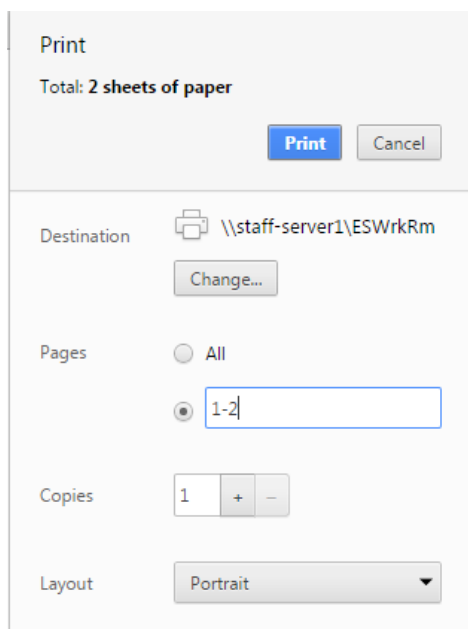 Print
Total: 2 sheets of paper
Print Cancel
Destination \\staff-server1\ESWrkRm
Change...
Pages All
1-2
Copies 1 + −
Layout Portrait